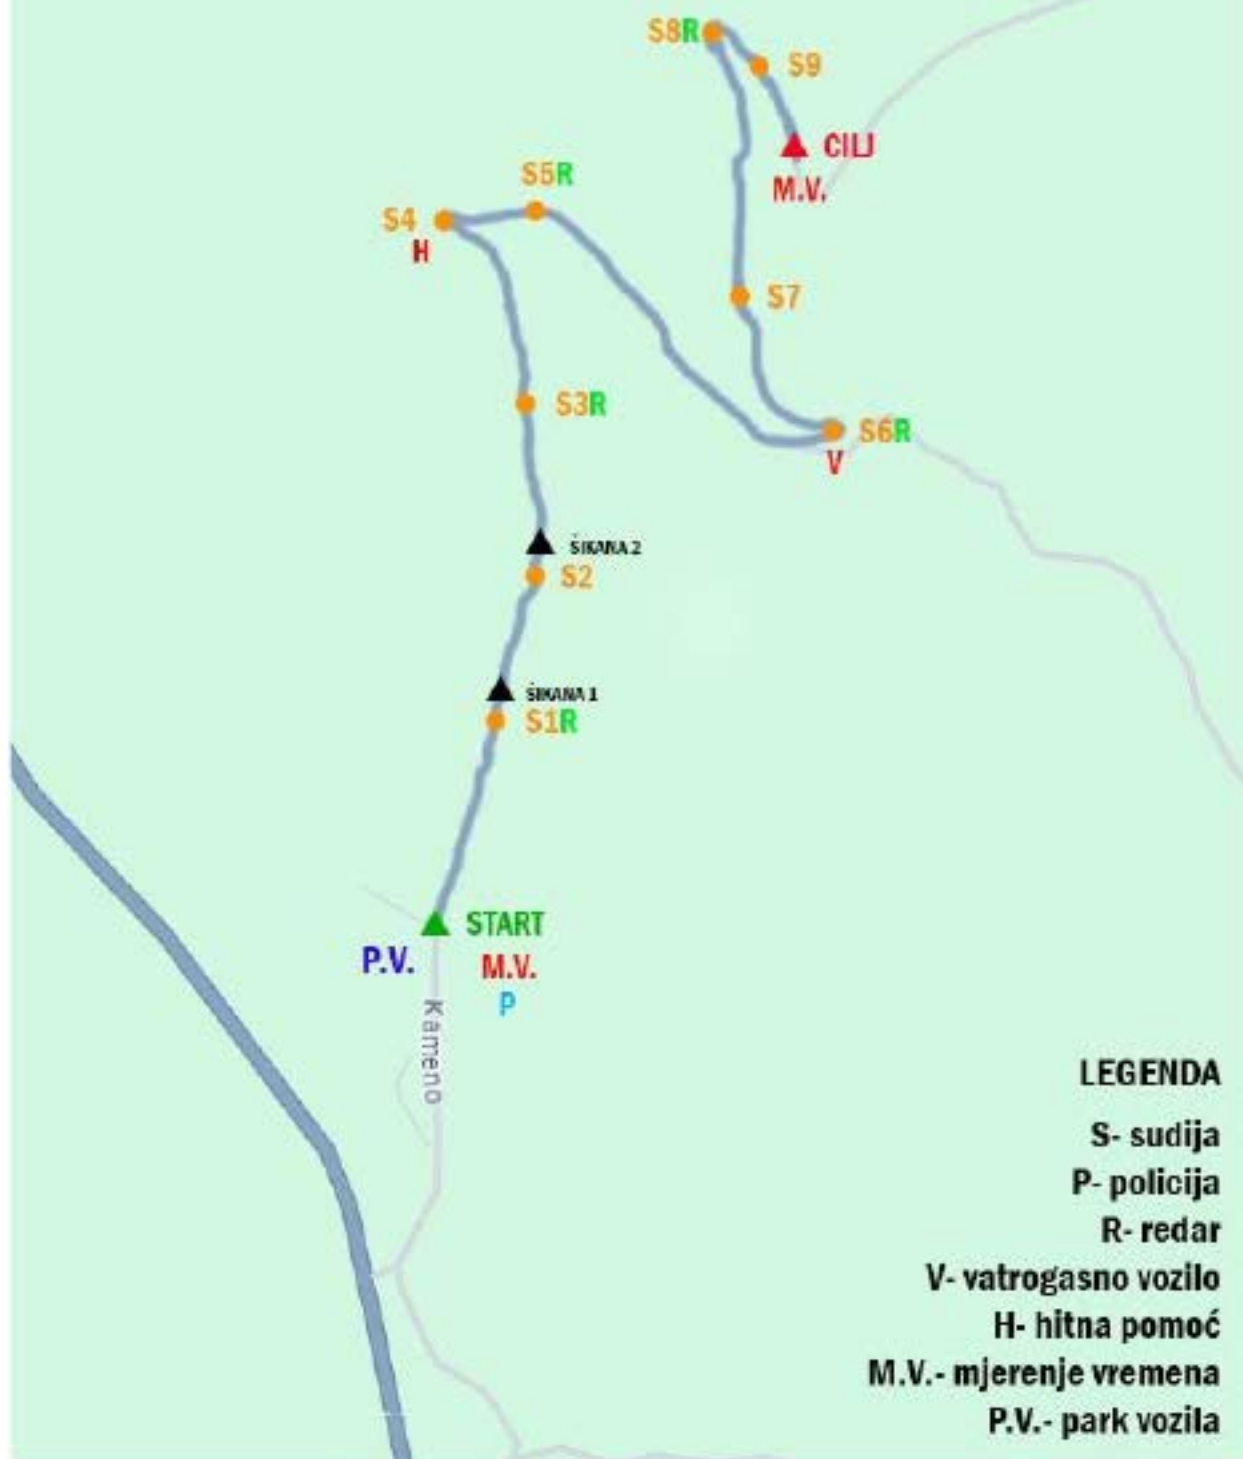 S8R
S9
CILJ
M.V.
S5R
S4
H
S7
S3R
S6R
V
ŠIKANA 2
S2
ŠIKANA 1
S1R
START
P.V.
M.V.
P
Kameno
LEGENDA
S- sudija
P- policija
R- redar
V- vatrogasno vozilo
H- hitna pomoć
M.V.- mjerenje vremena
P.V.- park vozila